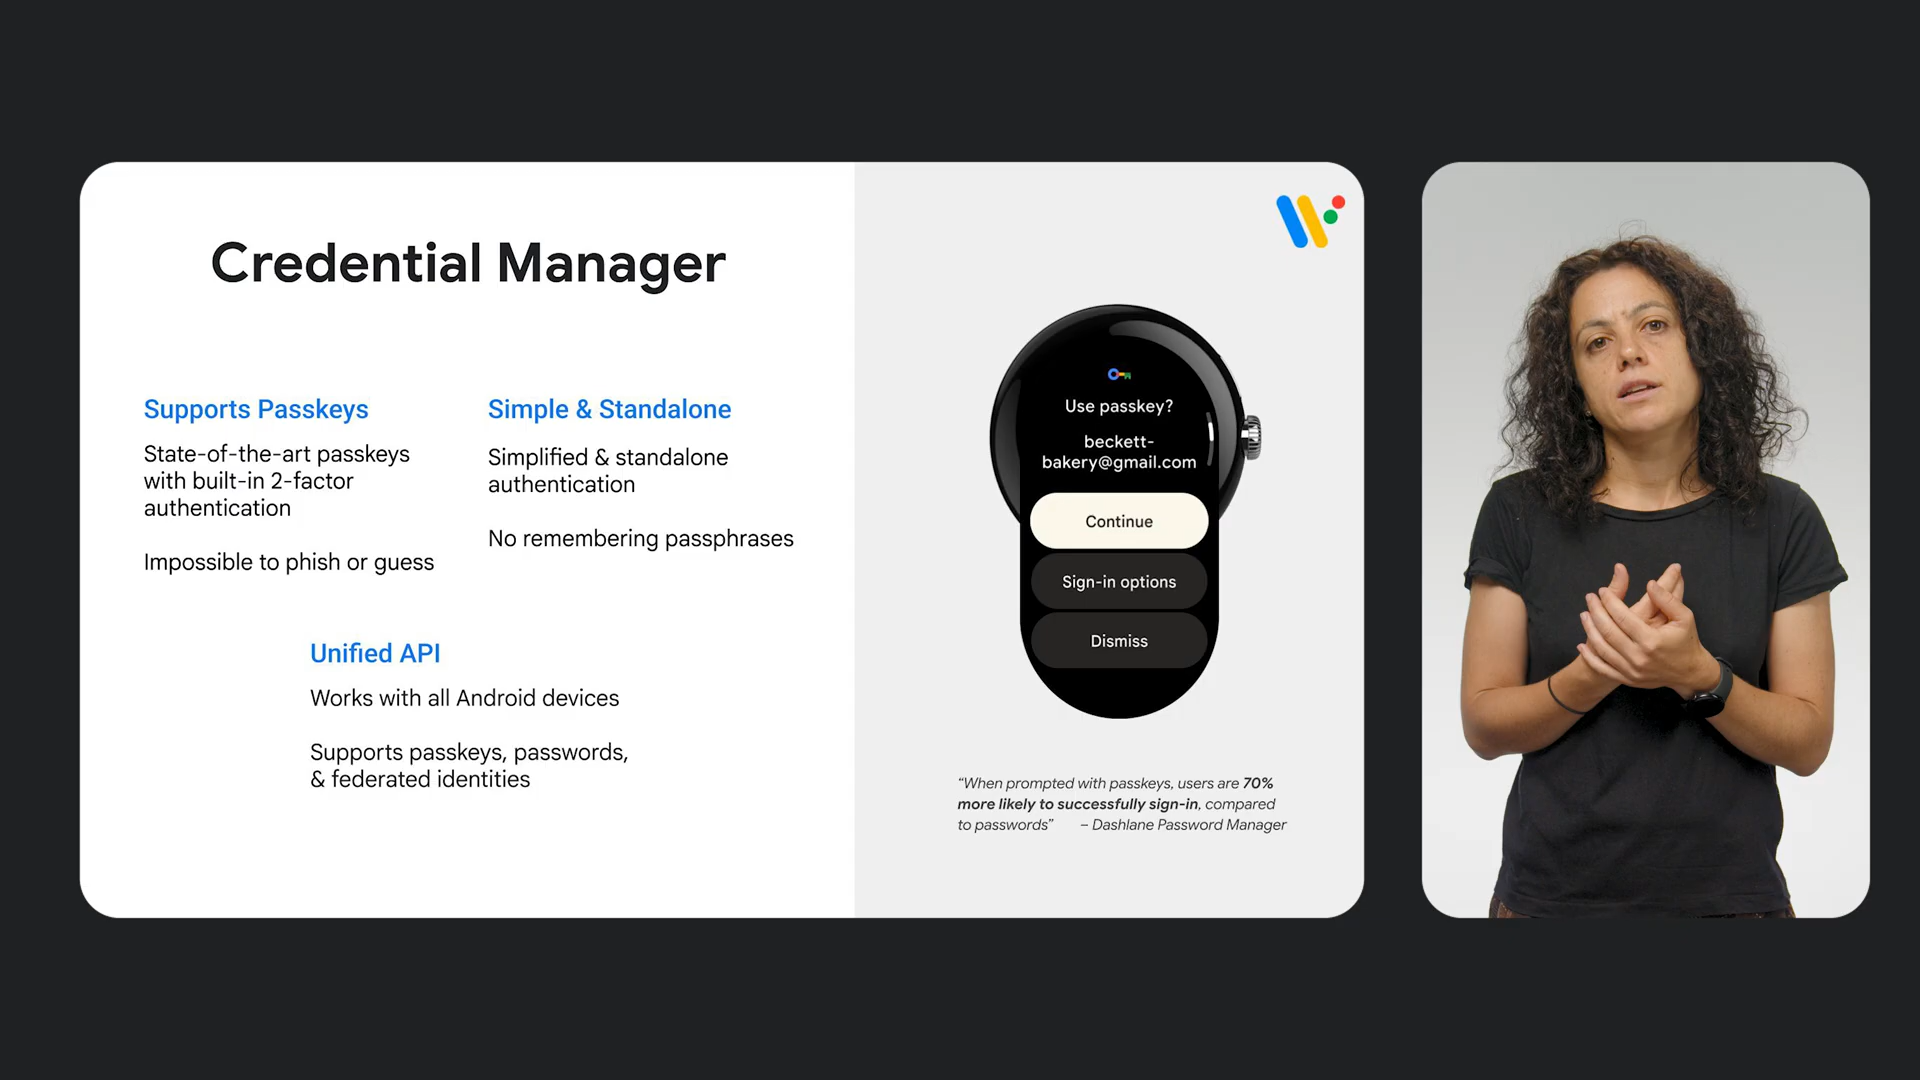 Credential Manager
Supports Passkeys
State-of-the-art passkeys
with built-in 2-factor
authentication
Impossible to phish or guess
Simple & Standalone
Simplified & standalone
authentication
No remembering passphrases
Unified API
Works with all Android devices
Supports passkeys, passwords,
& federated identities
Use passkey?
beckett-
bakery@gmail.com
Continue
Sign-in options
Dismiss
“When prompted with passkeys, users are 70%
more likely to successfully sign-in, compared
to passwords” – Dashlane Password Manager